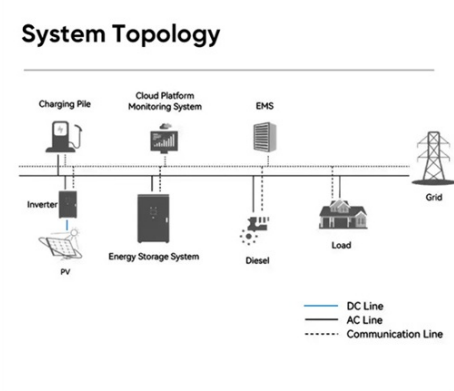 System Topology
Charging Pile
Cloud Platform
Monitoring System
EMS
Grid
Inverter
PV
Energy Storage System
Diesel
Load
DC Line
AC Line
Communication Line